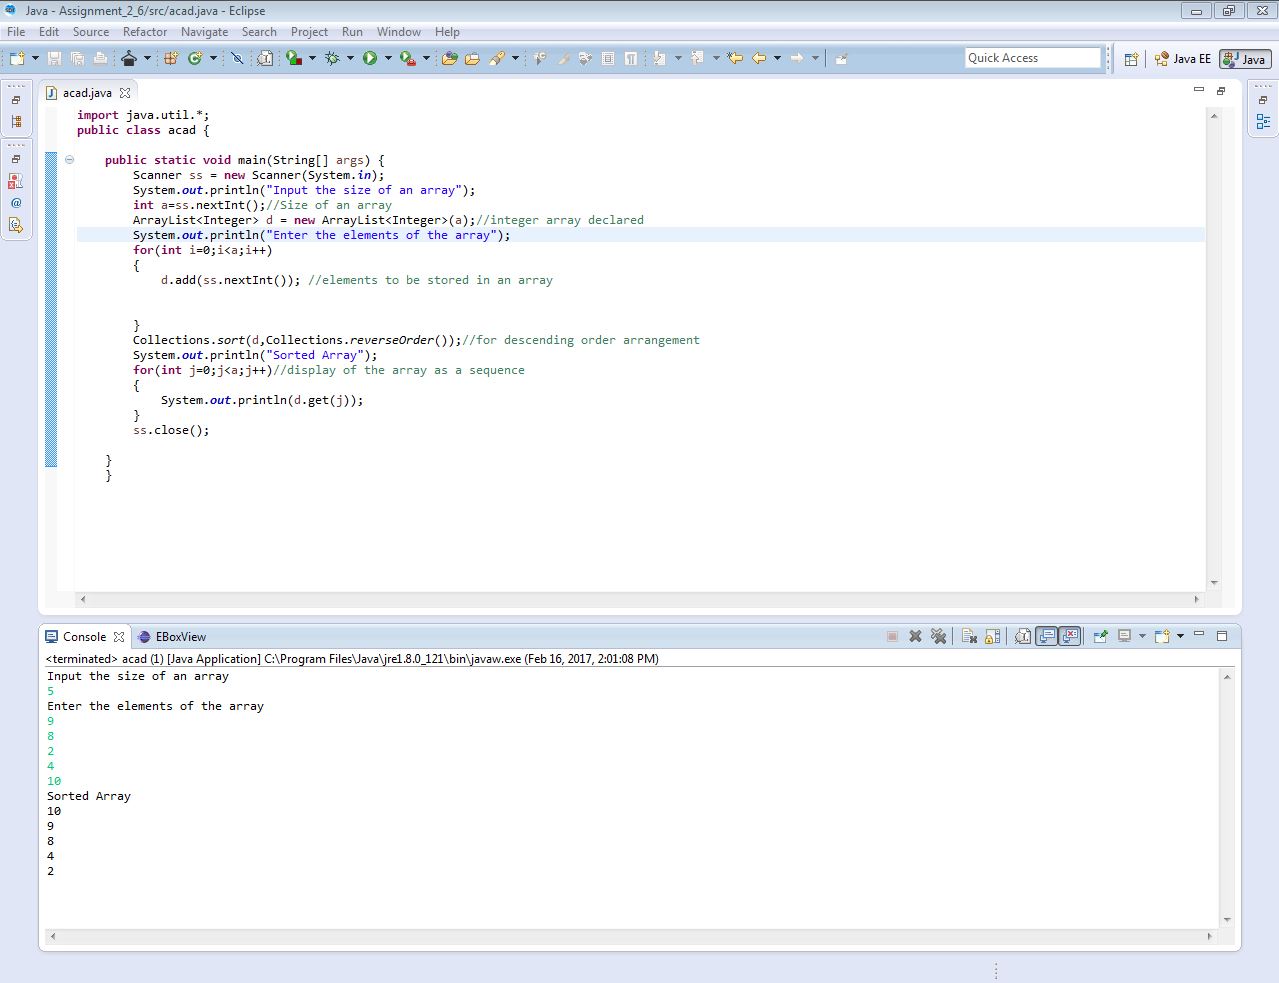 Java - Assignment_2_6/src/acad.java - Eclipse
File Edit Source Refactor Navigate Search Project Run Window Help
Quick Access
Java EE
Java
acad.java
import java.util.*;
public class acad {
public static void main(String[] args) {
Scanner ss = new Scanner(System.in);
System.out.println("Input the size of an array");
int a=ss.nextInt();//Size of an array
ArrayList<Integer> d = new ArrayList<Integer>(a);//integer array declared
System.out.println("Enter the elements of the array");
for(int i=0;i<a;i++)
{
d.add(ss.nextInt()); //elements to be stored in an array
}
Collections.sort(d,Collections.reverseOrder());//for descending order arrangement
System.out.println("Sorted Array");
for(int j=0;j<a;j++)//display of the array as a sequence
{
System.out.println(d.get(j));
}
ss.close();
}
}
Console EBoxView
<terminated> acad (1) [Java Application] C:\Program Files\Java\jre1.8.0_121\bin\javaw.exe (Feb 16, 2017, 2:01:08 PM)
Input the size of an array
5
Enter the elements of the array
9
8
2
4
10
Sorted Array
10
9
8
4
2